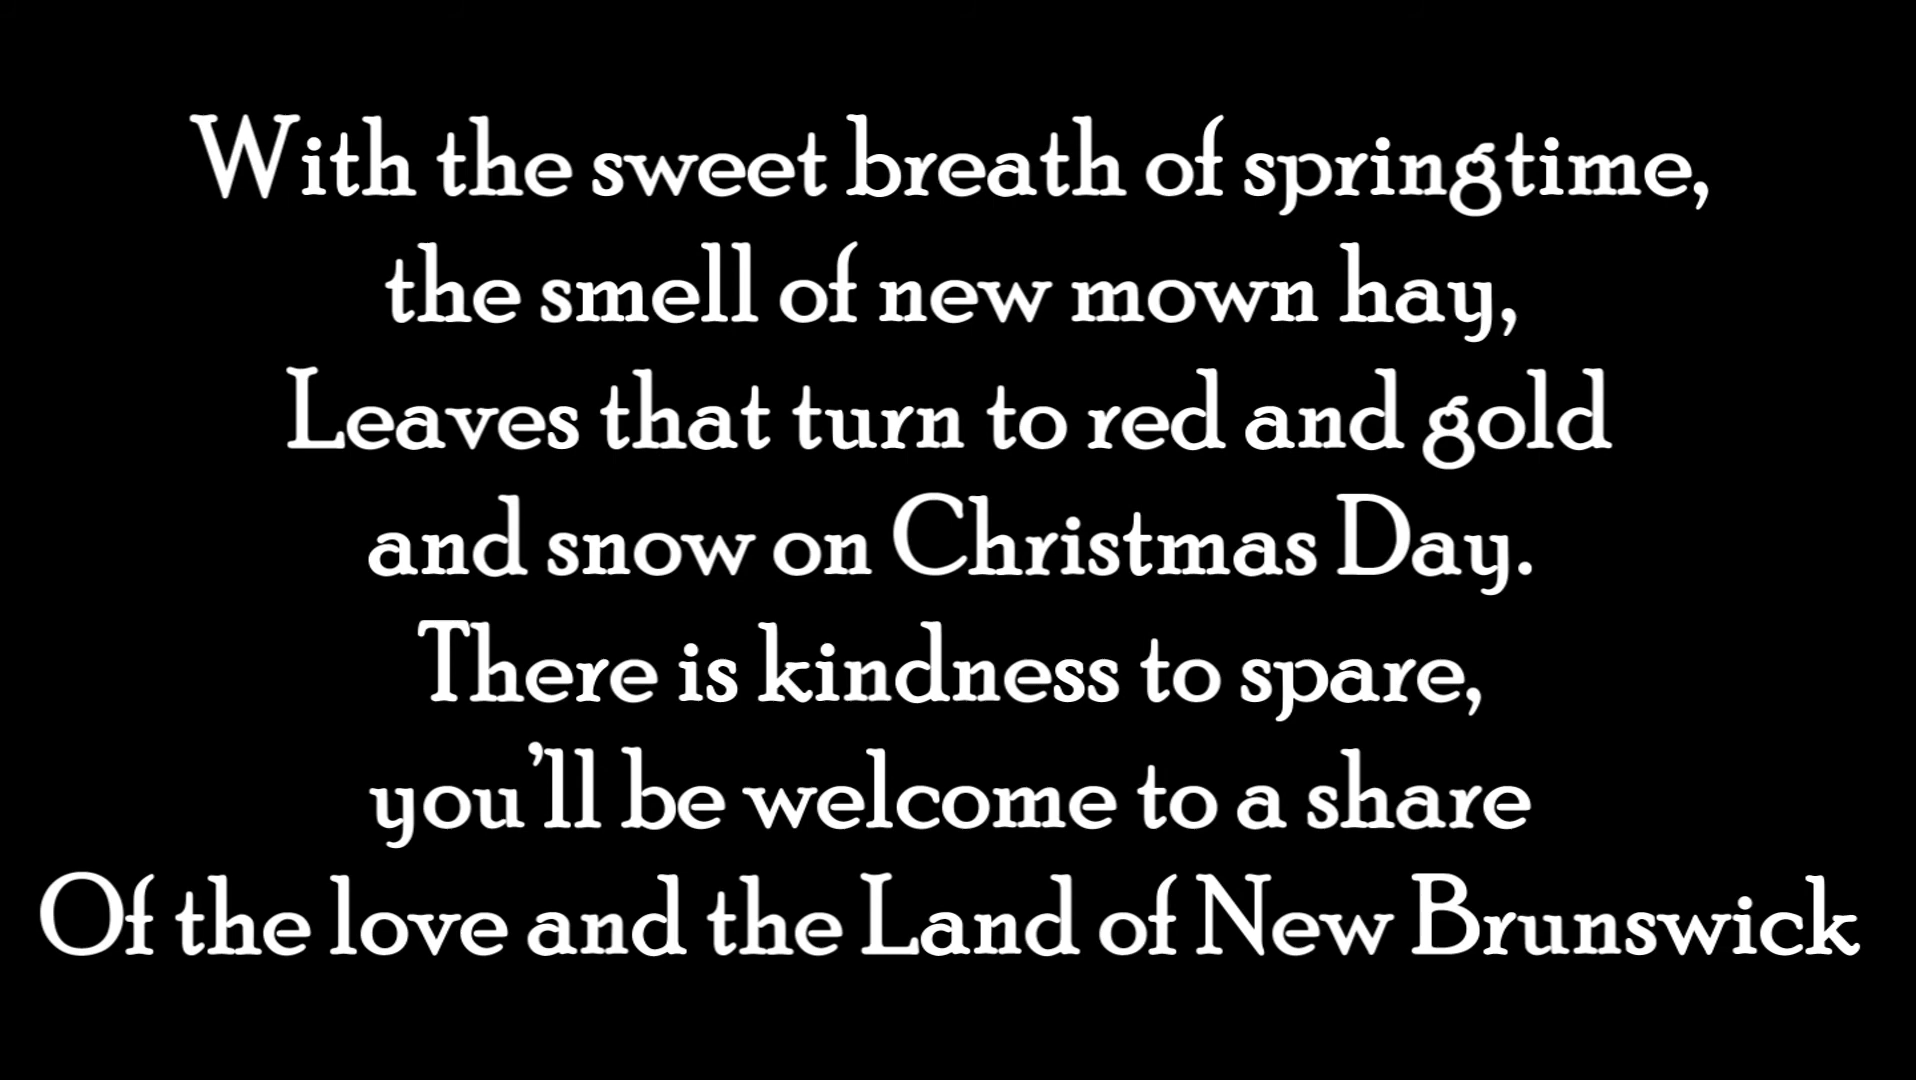 With the sweet breath of springtime,
the smell of new mown hay,
Leaves that turn to red and gold
and snow on Christmas Day.
There is kindness to spare,
you’ll be welcome to a share
Of the love and the Land of New Brunswick